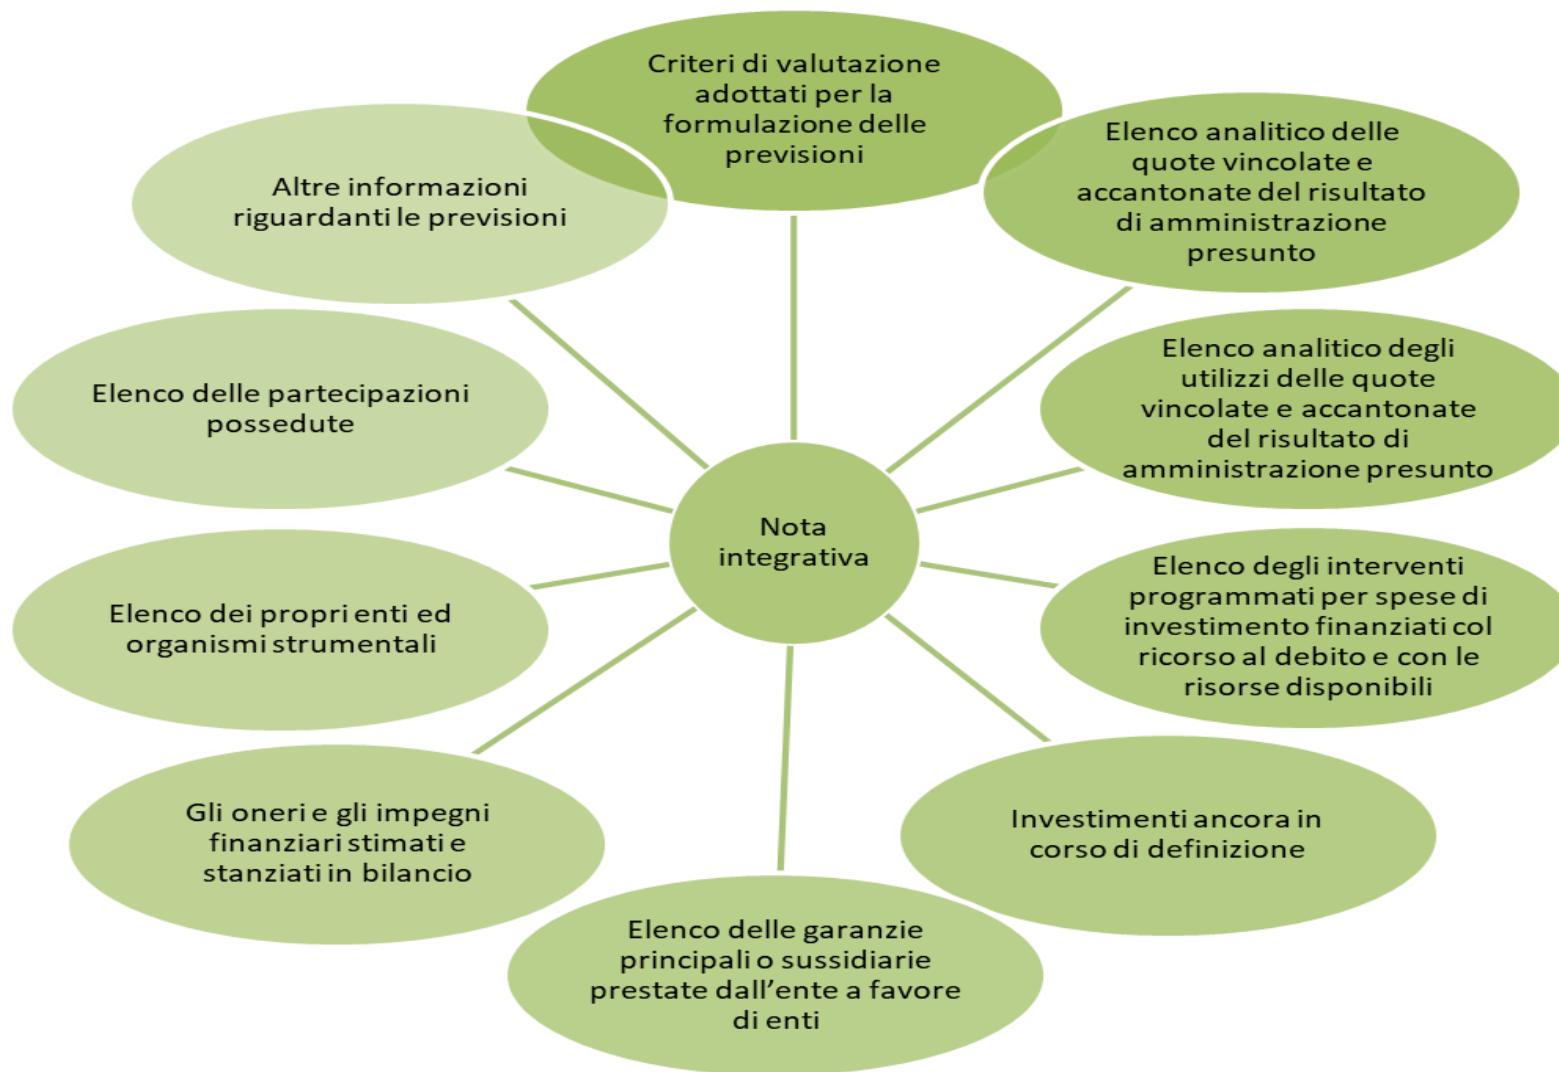 Criteri di valutazione
adottati per la
formulazione delle
previsioni
Elenco analitico delle
quote vincolate e
accantonate del risultato
di amministrazione
presunto
Elenco analitico degli
utilizzi delle quote
vincolate e accantonate
del risultato di
amministrazione presunto
Elenco degli interventi
programmati per spese di
investimento finanziati col
ricorso al debito e con le
risorse disponibili
Investimenti ancora in
corso di definizione
Elenco delle garanzie
principali o sussidiarie
prestate dall’ente a favore
di enti
Gli oneri e gli impegni
finanziari stimati e
stanziati in bilancio
Elenco dei propri enti ed
organismi strumentali
Elenco delle partecipazioni
possedute
Altre informazioni
riguardanti le previsioni
Nota
integrativa